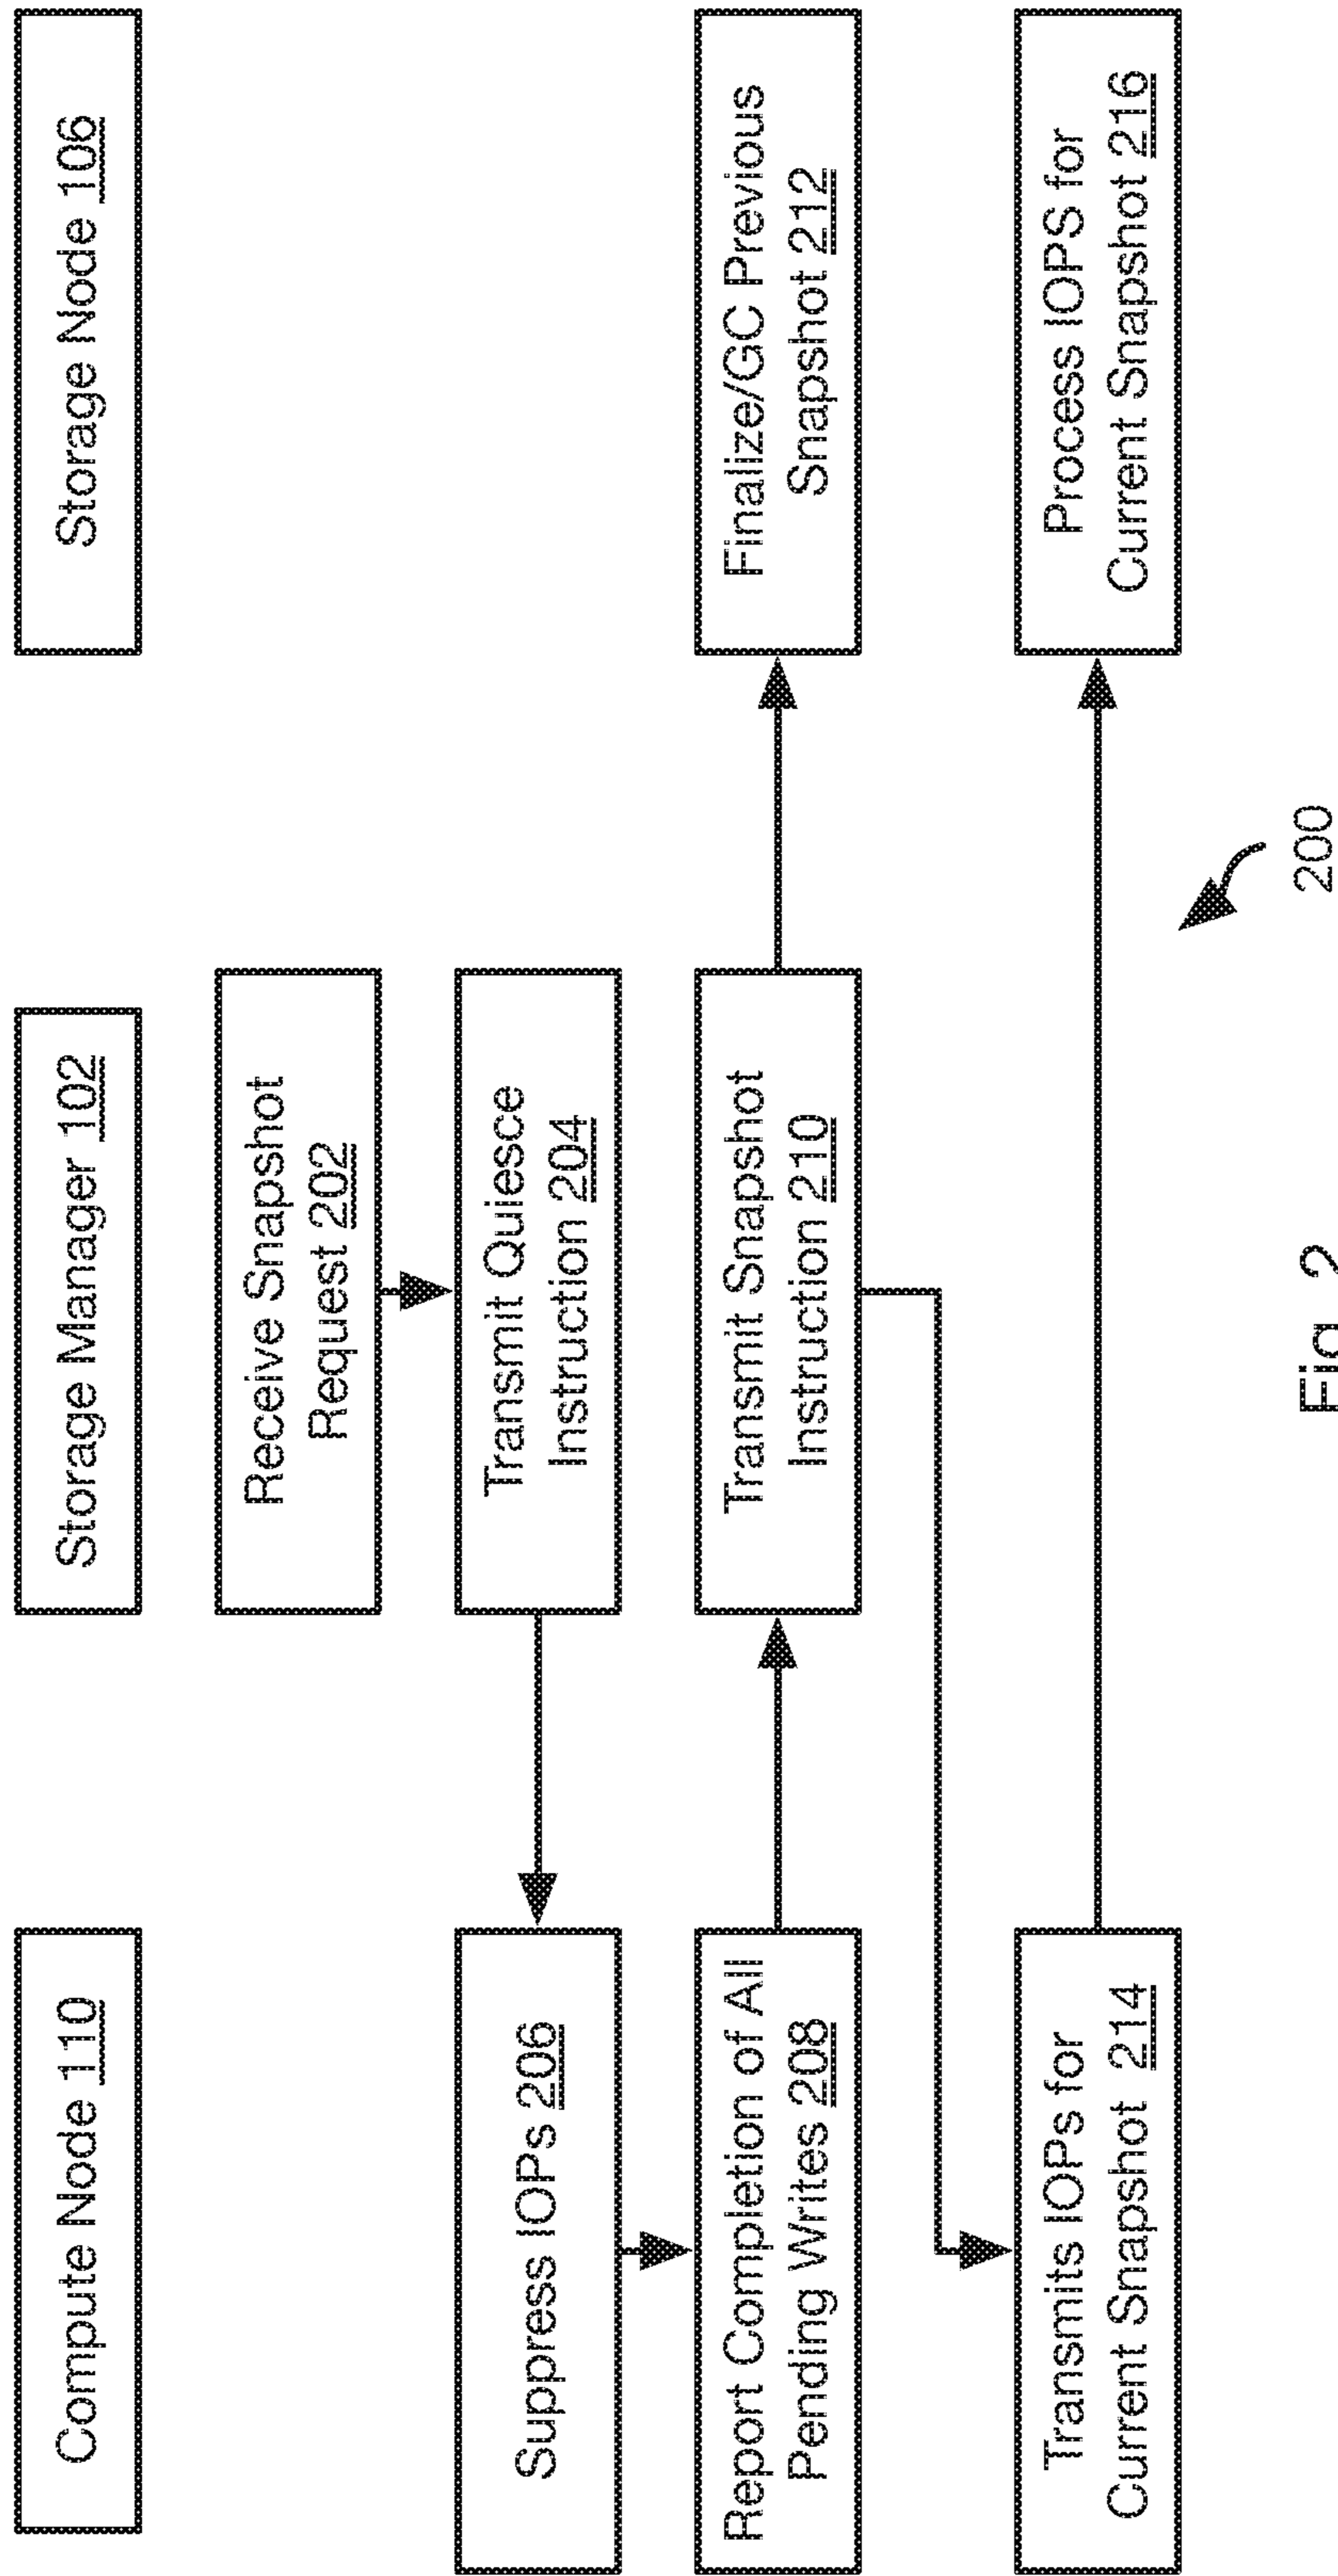 Compute Node 110
Storage Manager 102
Storage Node 106
Receive Snapshot
Request 202
Transmit Quiesce
Instruction 204
Suppress IOPs 206
Report Completion of All
Pending Writes 208
Transmit Snapshot
Instruction 210
Finalize/GC Previous
Snapshot 212
Transmits IOPs for
Current Snapshot 214
Process IOPS for
Current Snapshot 216
200
Fig. 2